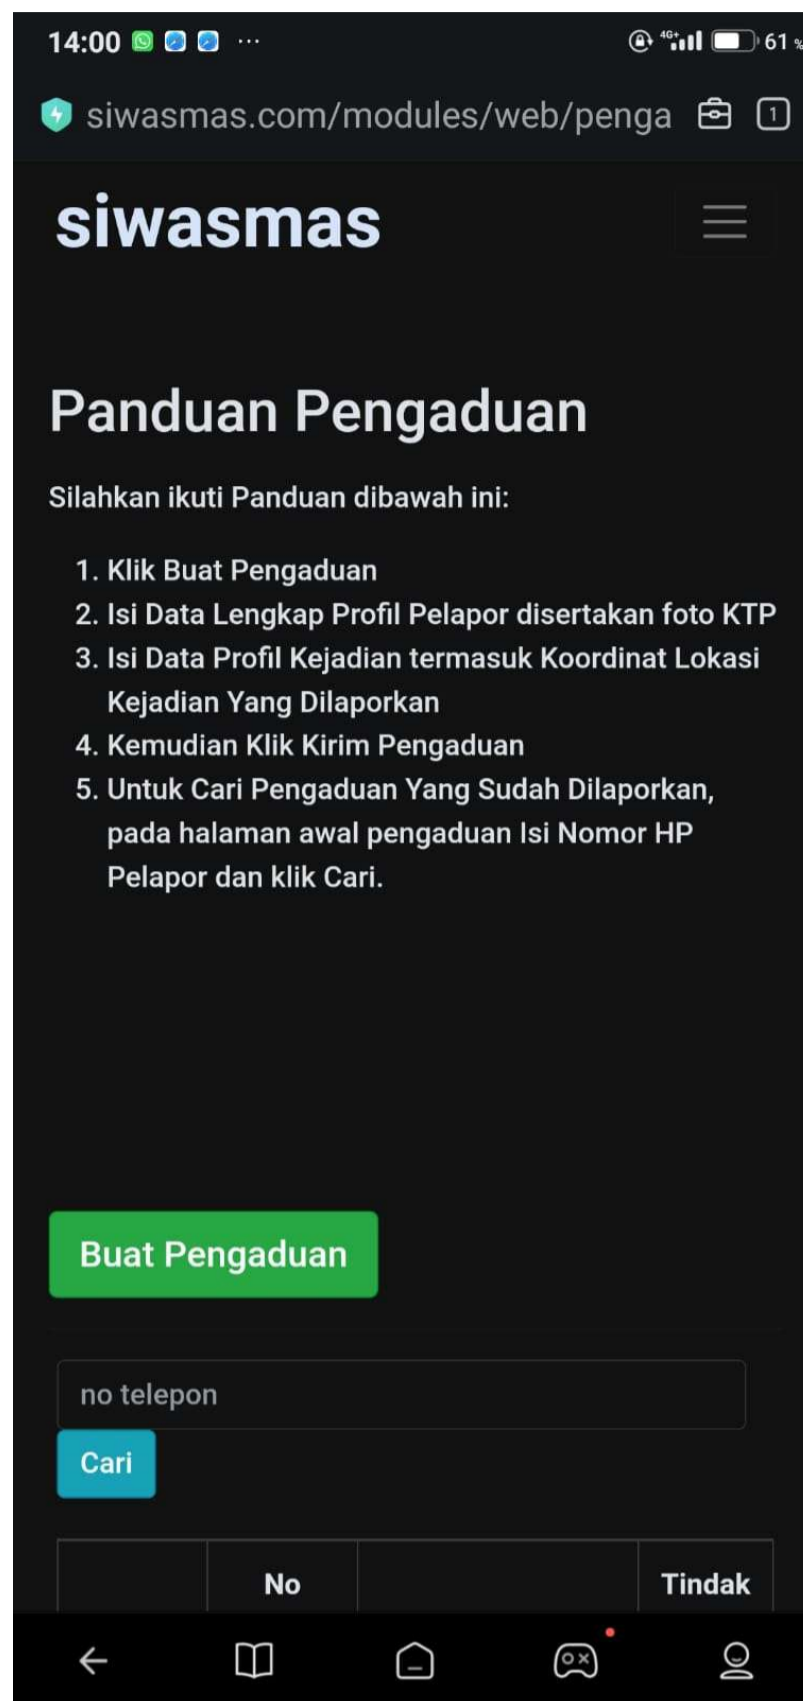 14:00 ... 4G+ 61 %
siwasmas.com/modules/web/penga 1
siwasmas
Panduan Pengaduan
Silahkan ikuti Panduan dibawah ini:
1. Klik Buat Pengaduan
2. Isi Data Lengkap Profil Pelapor disertakan foto KTP
3. Isi Data Profil Kejadian termasuk Koordinat Lokasi
Kejadian Yang Dilaporkan
4. Kemudian Klik Kirim Pengaduan
5. Untuk Cari Pengaduan Yang Sudah Dilaporkan,
pada halaman awal pengaduan Isi Nomor HP
Pelapor dan klik Cari.
Buat Pengaduan
no telepon
Cari
No Tindak